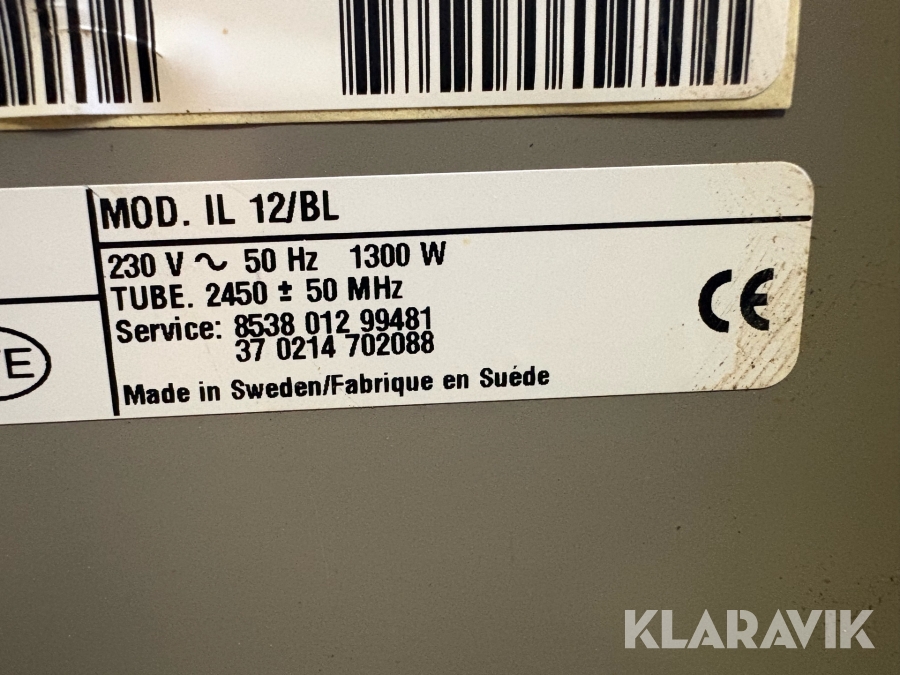 MOD. IL 12/BL
230 V ~ 50 Hz 1300 W
TUBE. 2450 ± 50 MHz
Service: 8538 012 99481
37 0214 702088
Made in Sweden/Fabrique en Suéde
CE
KLARAVIK